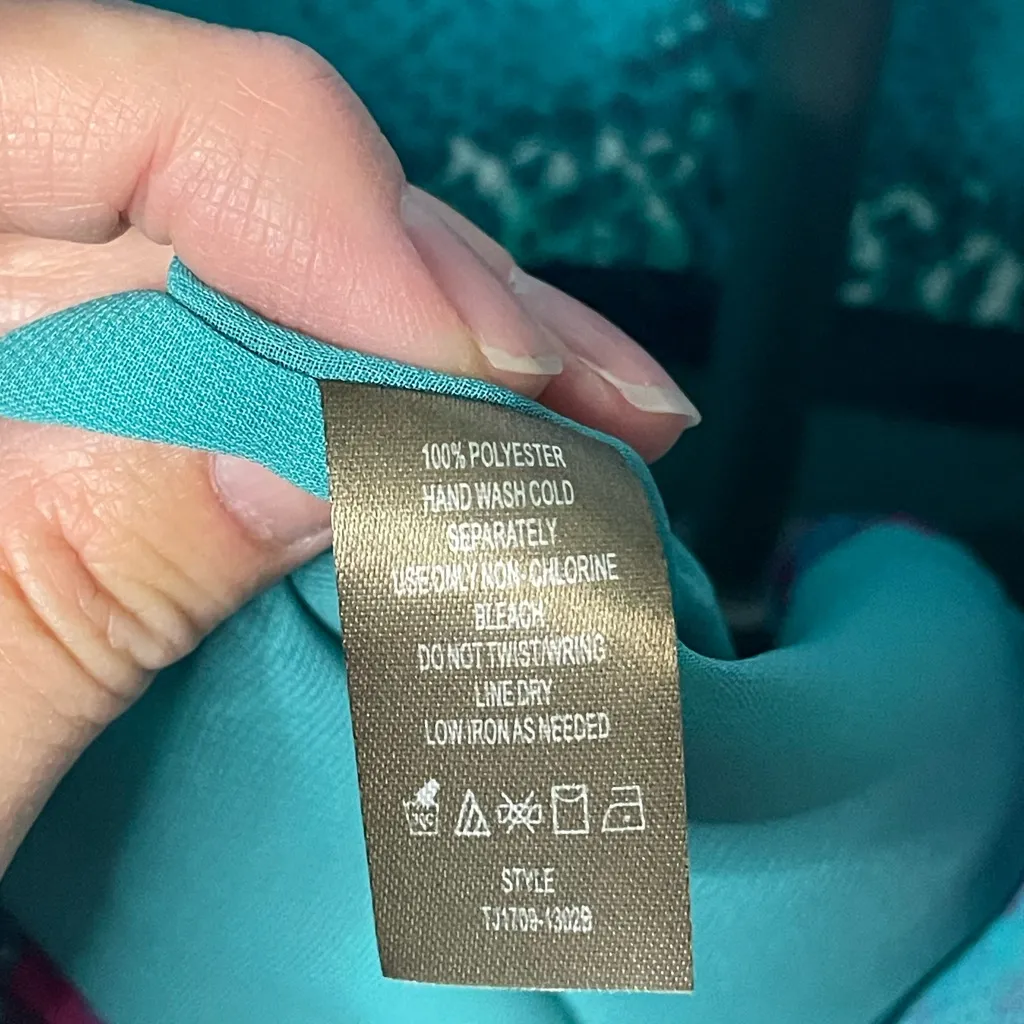 100% POLYESTER
HAND WASH COLD
SEPARATELY
USE ONLY NON-CHLORINE
BLEACH
DO NOT TWIST/WRING
LINE DRY
LOW IRON AS NEEDED
30C
STYLE
TJ1709-1302B